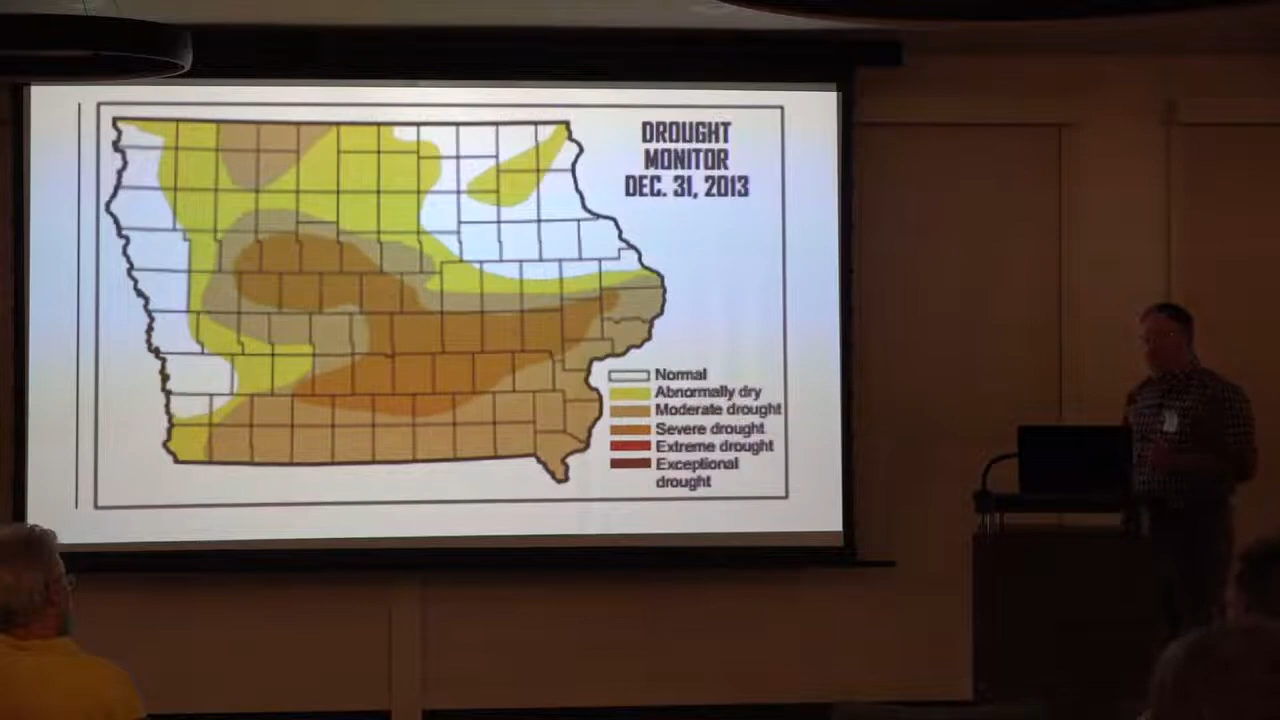 DROUGHT
MONITOR
DEC. 31, 2013
Normal
Abnormally dry
Moderate drought
Severe drought
Extreme drought
Exceptional
drought